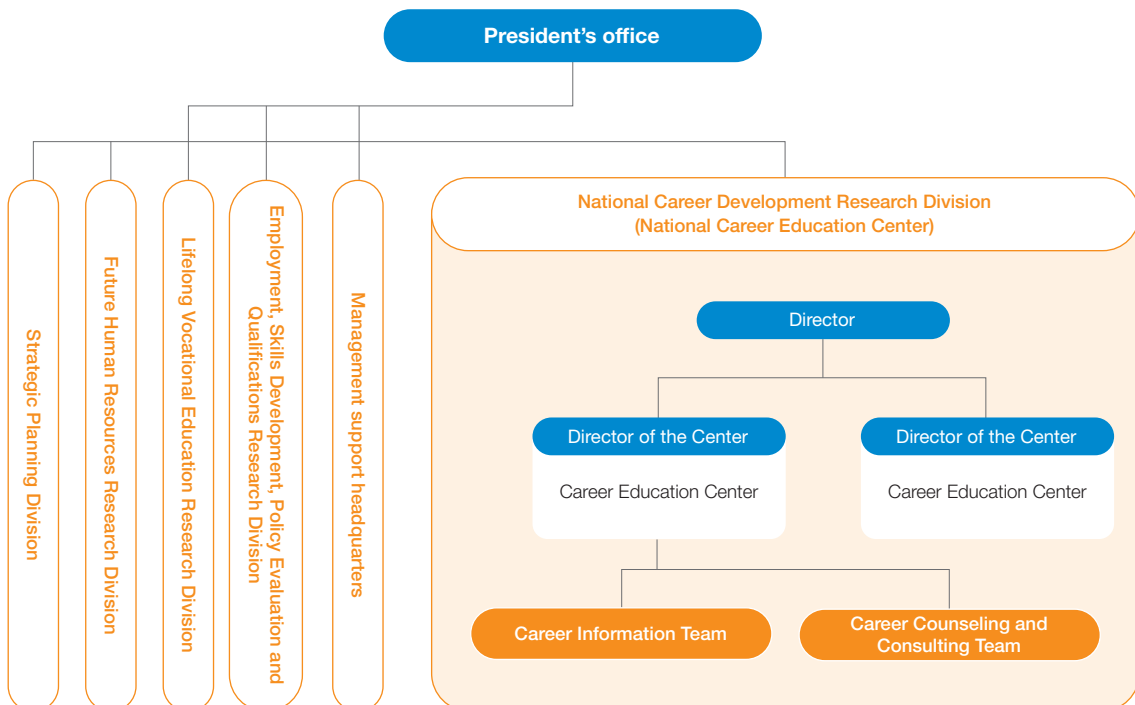 President's office
Strategic Planning Division
Future Human Resources Research Division
Lifelong Vocational Education Research Division
Employment, Skills Development, Policy Evaluation and
Qualifications Research Division
Management support headquarters
National Career Development Research Division
(National Career Education Center)
Director
Director of the Center
Career Education Center
Director of the Center
Career Education Center
Career Information Team
Career Counseling and
Consulting Team